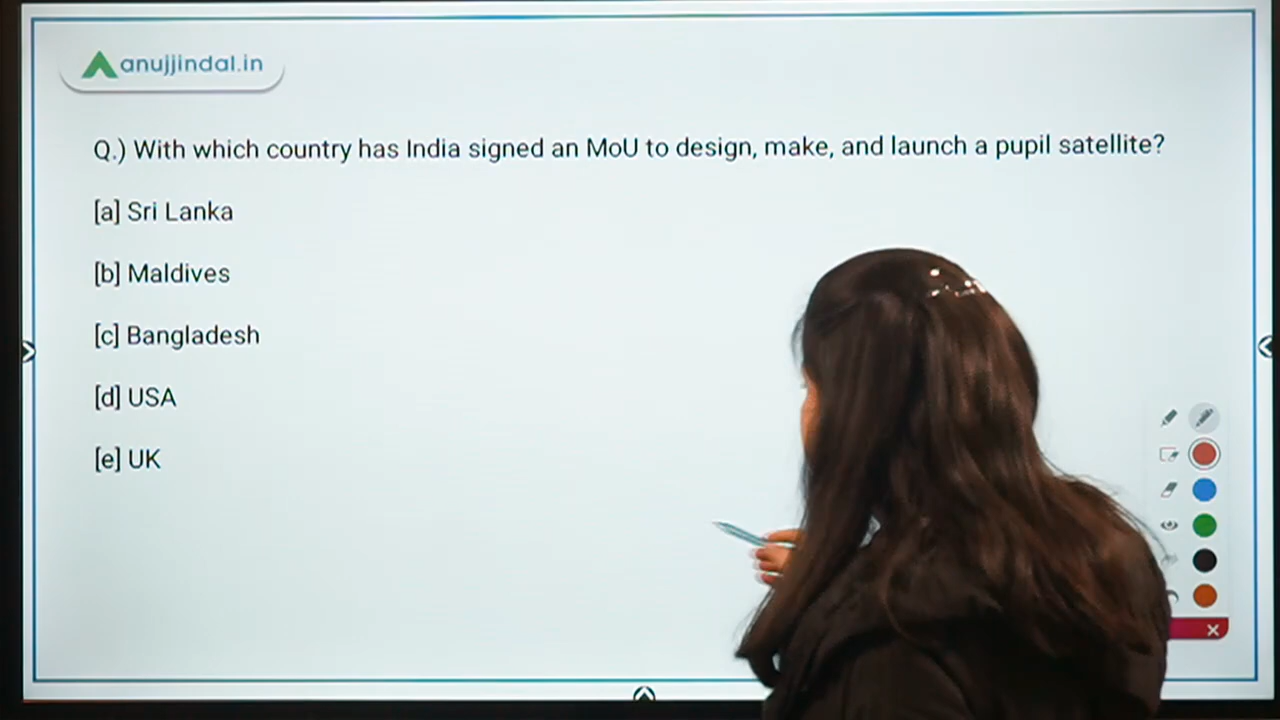 anujjindal.in
Q.) With which country has India signed an MoU to design, make, and launch a pupil satellite?
[a] Sri Lanka
[b] Maldives
[c] Bangladesh
[d] USA
[e] UK